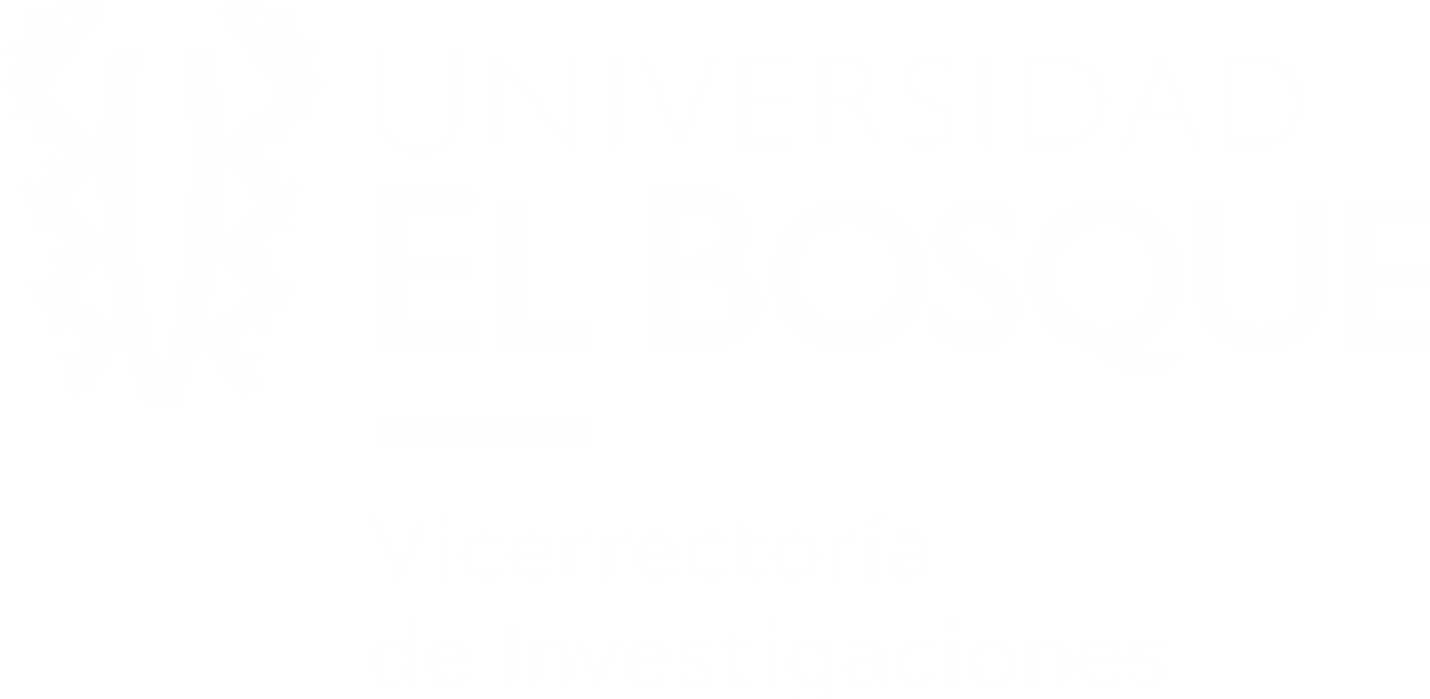 UNIVERSIDAD
EL BOSQUE
Vicerrectoría
de Investigaciones